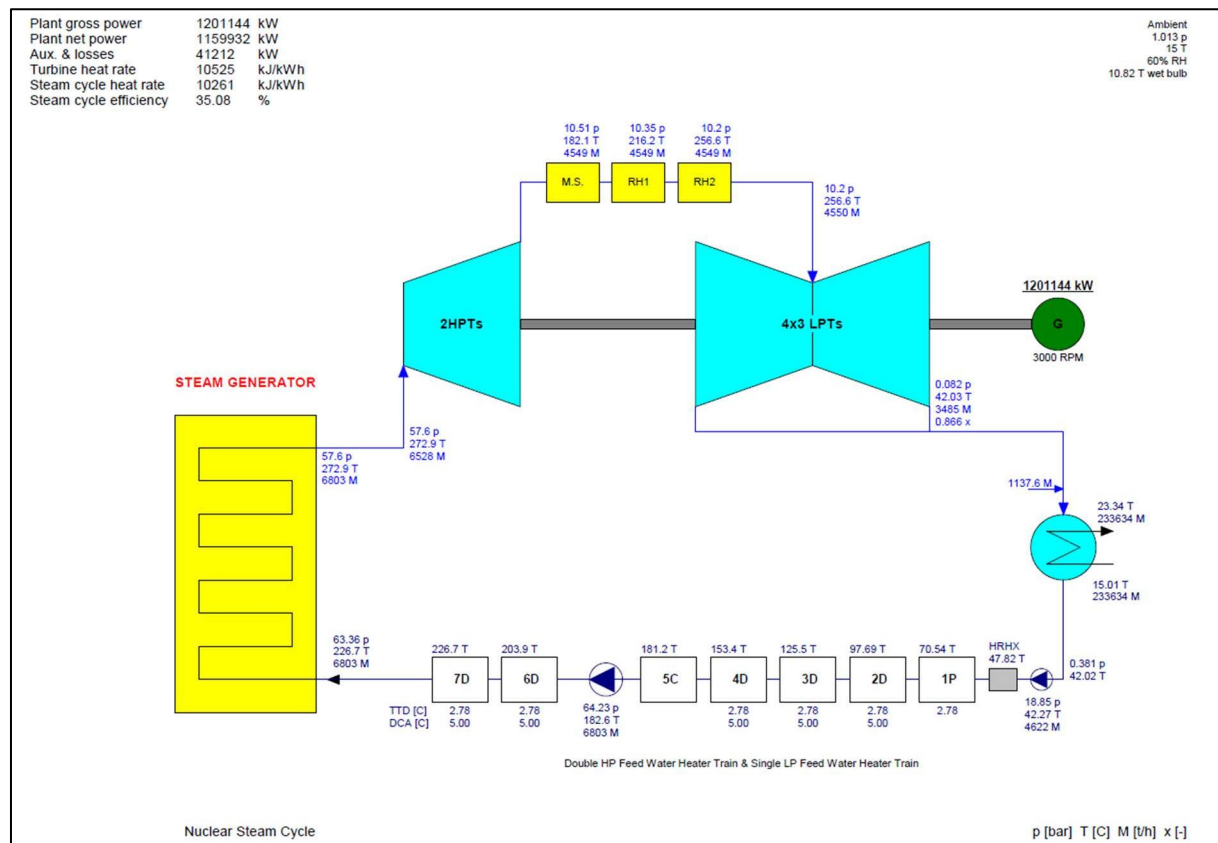 Plant gross power 1201144 kW
Plant net power 1159932 kW
Aux. & losses 41212 kW
Turbine heat rate 10525 kJ/kWh
Steam cycle heat rate 10261 kJ/kWh
Steam cycle efficiency 35.08 %
Ambient
1.013 p
15 T
60% RH
10.82 T wet bulb
10.51 p
182.1 T
4549 M
10.35 p
216.2 T
4549 M
10.2 p
256.6 T
4549 M
M.S.
RH1
RH2
10.2 p
256.6 T
4550 M
2HPTs
4x3 LPTs
1201144 kW
G
3000 RPM
STEAM GENERATOR
57.6 p
272.9 T
6803 M
57.6 p
272.9 T
6528 M
0.082 p
42.03 T
3485 M
0.866 x
1137.6 M
23.34 T
233634 M
15.01 T
233634 M
63.36 p
226.7 T
6803 M
226.7 T
203.9 T
181.2 T
153.4 T
125.5 T
97.69 T
70.54 T
HRHX
47.82 T
0.381 p
42.02 T
7D
6D
5C
4D
3D
2D
1P
TTD [C]
DCA [C]
2.78
5.00
2.78
5.00
64.23 p
182.6 T
6803 M
2.78
5.00
2.78
5.00
2.78
5.00
2.78
18.85 p
42.27 T
4622 M
Double HP Feed Water Heater Train & Single LP Feed Water Heater Train
Nuclear Steam Cycle
p [bar] T [C] M [t/h] x [-]